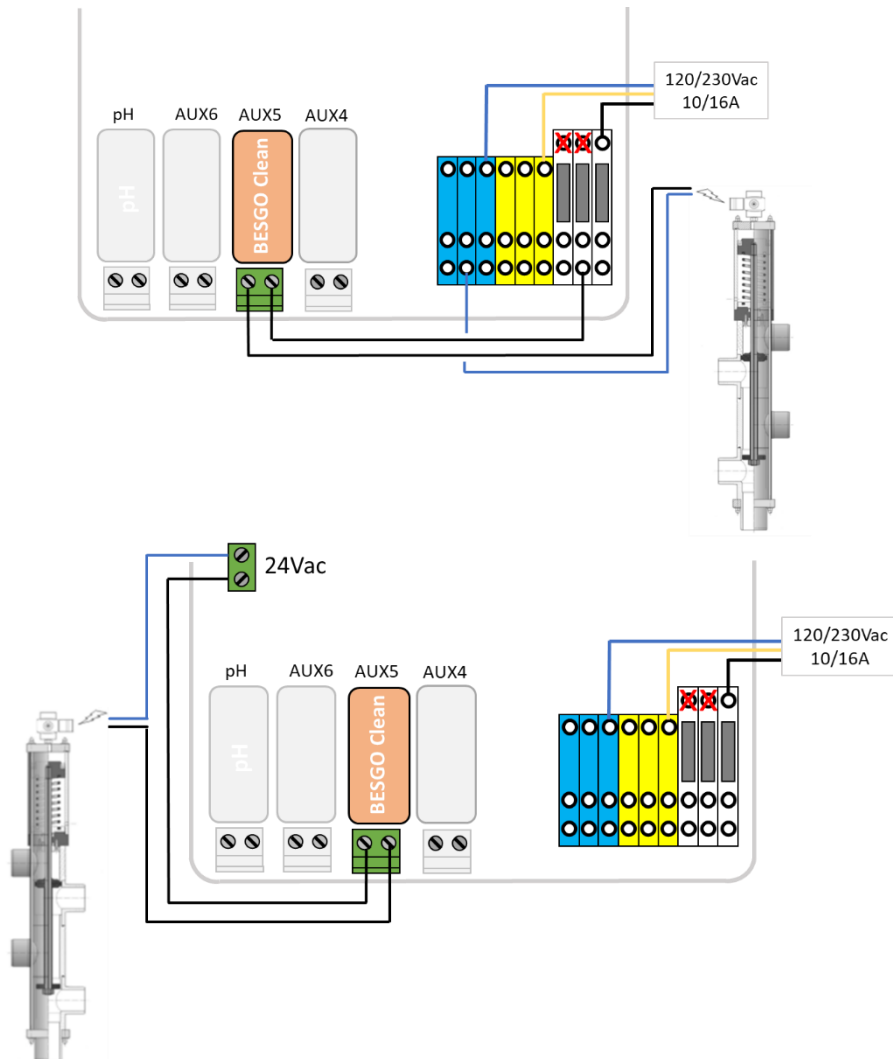 120/230Vac
10/16A
pH
AUX6
AUX5
AUX4
pH
BESGO Clean
24Vac
120/230Vac
10/16A
pH
AUX6
AUX5
AUX4
pH
BESGO Clean